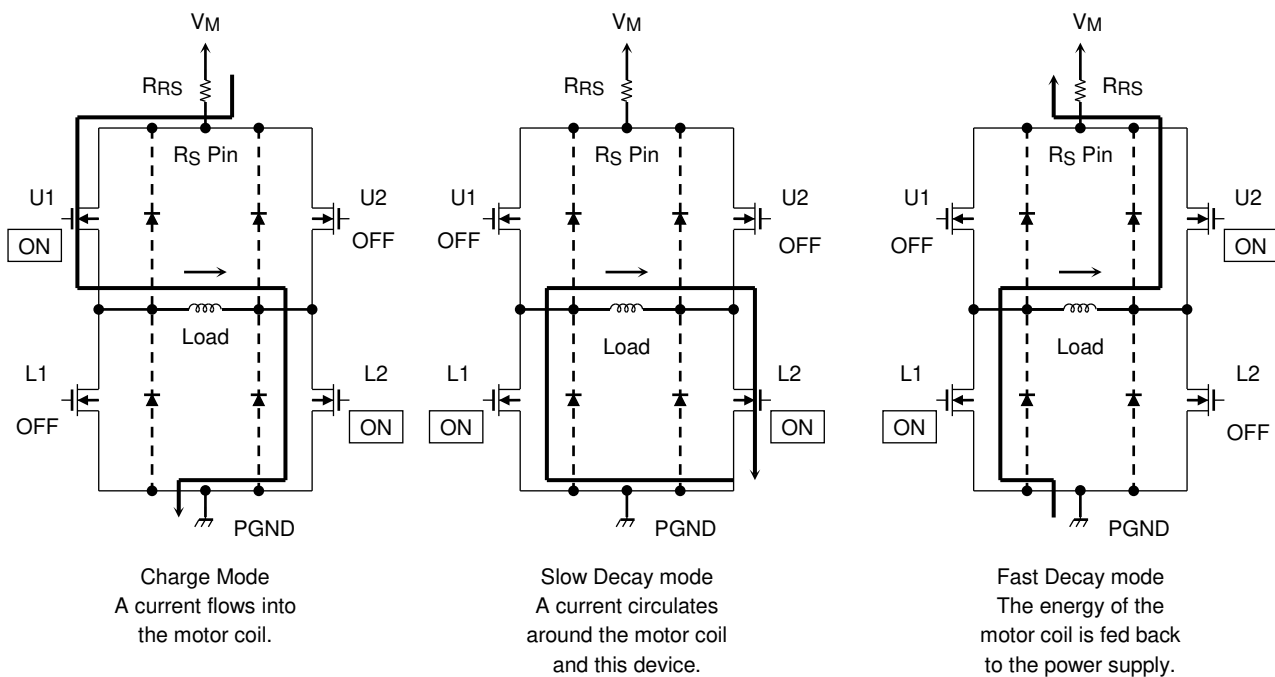 VM
RRS
RS Pin
U1
ON
U2
OFF
Load
L1
OFF
L2
ON
PGND
Charge Mode
A current flows into
the motor coil.
VM
RRS
RS Pin
U1
OFF
U2
OFF
Load
L1
ON
L2
ON
PGND
Slow Decay mode
A current circulates
around the motor coil
and this device.
VM
RRS
RS Pin
U1
OFF
U2
ON
Load
L1
ON
L2
OFF
PGND
Fast Decay mode
The energy of the
motor coil is fed back
to the power supply.